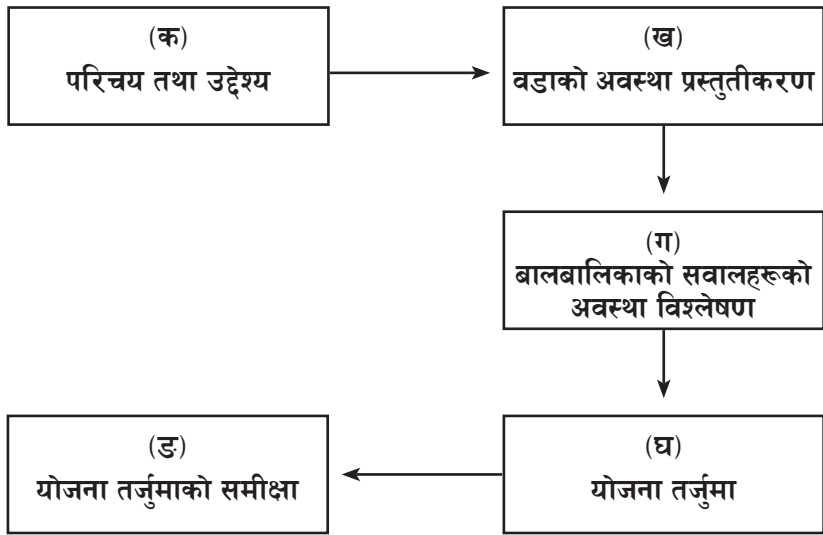 (क)
परिचय तथा उद्देश्य
(ख)
वडाको अवस्था प्रस्तुतीकरण
(ग)
बालबालिकाको सवालहरूको
अवस्था विश्लेषण
(घ)
योजना तर्जुमा
(ङ)
योजना तर्जुमाको समीक्षा